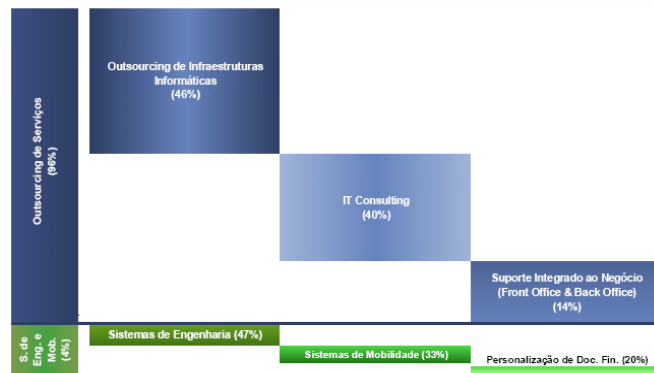 Outsourcing de Serviços
(96%)
Outsourcing de Infraestruturas
Informáticas
(46%)
IT Consulting
(40%)
Suporte Integrado ao Negócio
(Front Office & Back Office)
(14%)
S. de
Eng. e
Mob.
(4%)
Sistemas de Engenharia (47%)
Sistemas de Mobilidade (33%)
Personalização de Doc. Fin. (20%)